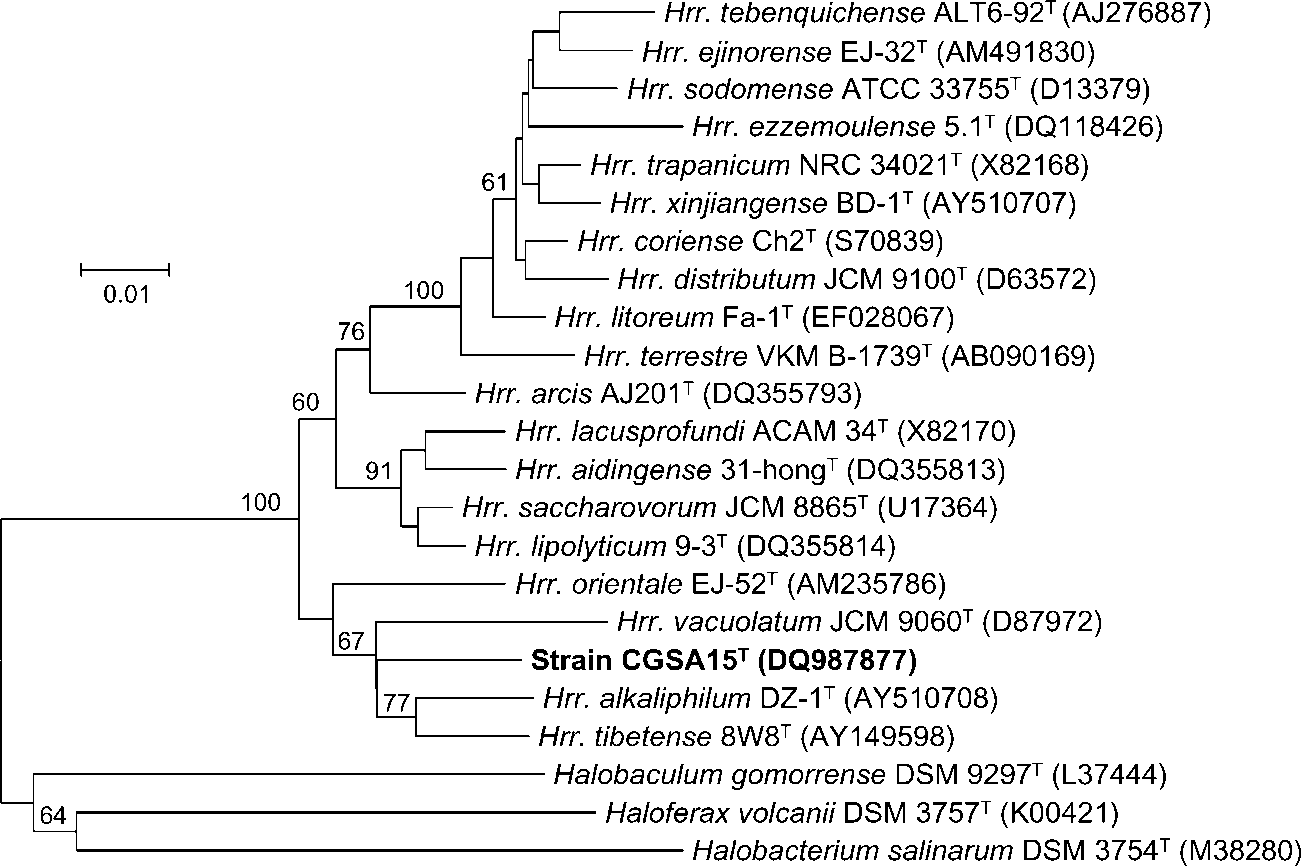 Hrr. tebenquichense ALT6-92ᵀ (AJ276887)
Hrr. ejinorense EJ-32ᵀ (AM491830)
Hrr. sodomense ATCC 33755ᵀ (D13379)
Hrr. ezzemoulense 5.1ᵀ (DQ118426)
Hrr. trapanicum NRC 34021ᵀ (X82168)
61
Hrr. xinjiangense BD-1ᵀ (AY510707)
Hrr. coriense Ch2ᵀ (S70839)
Hrr. distributum JCM 9100ᵀ (D63572)
0.01
100
Hrr. litoreum Fa-1ᵀ (EF028067)
76
Hrr. terrestre VKM B-1739ᵀ (AB090169)
Hrr. arcis AJ201ᵀ (DQ355793)
60
Hrr. lacusprofundi ACAM 34ᵀ (X82170)
91
Hrr. aidingense 31-hongᵀ (DQ355813)
100
Hrr. saccharovorum JCM 8865ᵀ (U17364)
Hrr. lipolyticum 9-3ᵀ (DQ355814)
Hrr. orientale EJ-52ᵀ (AM235786)
Hrr. vacuolatum JCM 9060ᵀ (D87972)
67
Strain CGSA15ᵀ (DQ987877)
Hrr. alkaliphilum DZ-1ᵀ (AY510708)
77
Hrr. tibetense 8W8ᵀ (AY149598)
Halobaculum gomorrense DSM 9297ᵀ (L37444)
64
Haloferax volcanii DSM 3757ᵀ (K00421)
Halobacterium salinarum DSM 3754ᵀ (M38280)